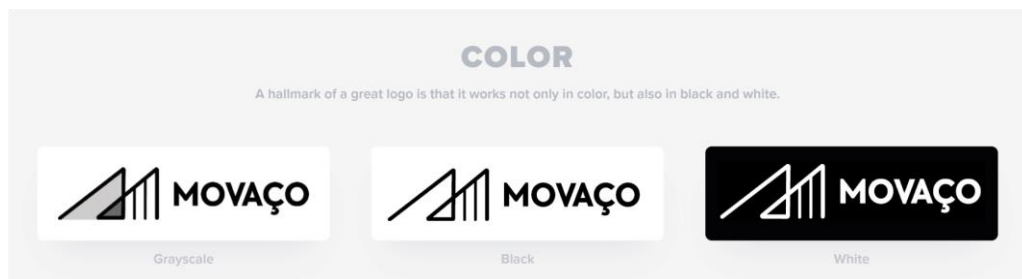 COLOR
A hallmark of a great logo is that it works not only in color, but also in black and white.
MOVAÇO
MOVAÇO
MOVAÇO
Grayscale
Black
White